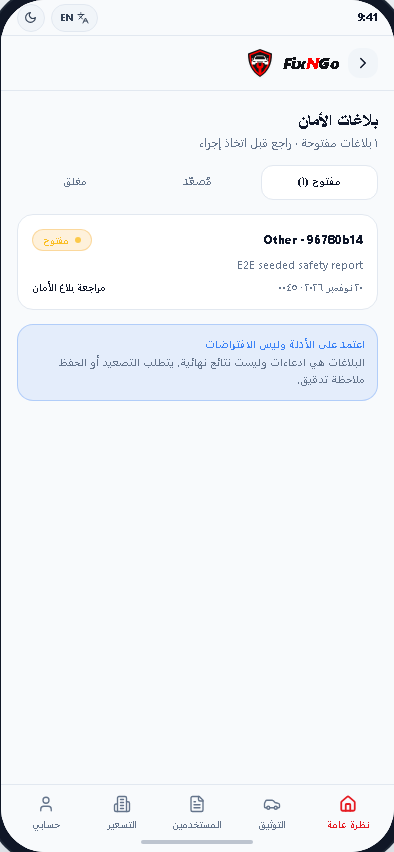 9:41
EN
FixNGo
بلاغات الأمان
١ بلاغات مفتوحة · راجع قبل اتخاذ إجراء
مفتوح (١)
مُصعّد
مغلق
Other - 96780b14
مفتوح
E2E seeded safety report
٢٠ نوفمبر ٢٠٢٦ · ٠٠:٤٥
مراجعة بلاغ الأمان
اعتمد على الأدلة وليس الافتراضات
البلاغات هي ادعاءات وليست نتائج نهائية. يتطلب التصعيد أو الحفظ
ملاحظة تدقيق.
نظرة عامة
التوثيق
المستخدمين
التسعير
حسابي